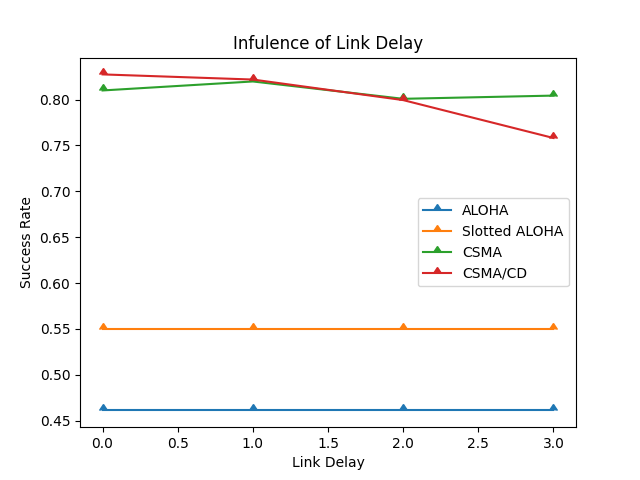 Infulence of Link Delay
Success Rate
0.80
0.75
0.70
0.65
0.60
0.55
0.50
0.45
ALOHA
Slotted ALOHA
CSMA
CSMA/CD
0.0 0.5 1.0 1.5 2.0 2.5 3.0
Link Delay